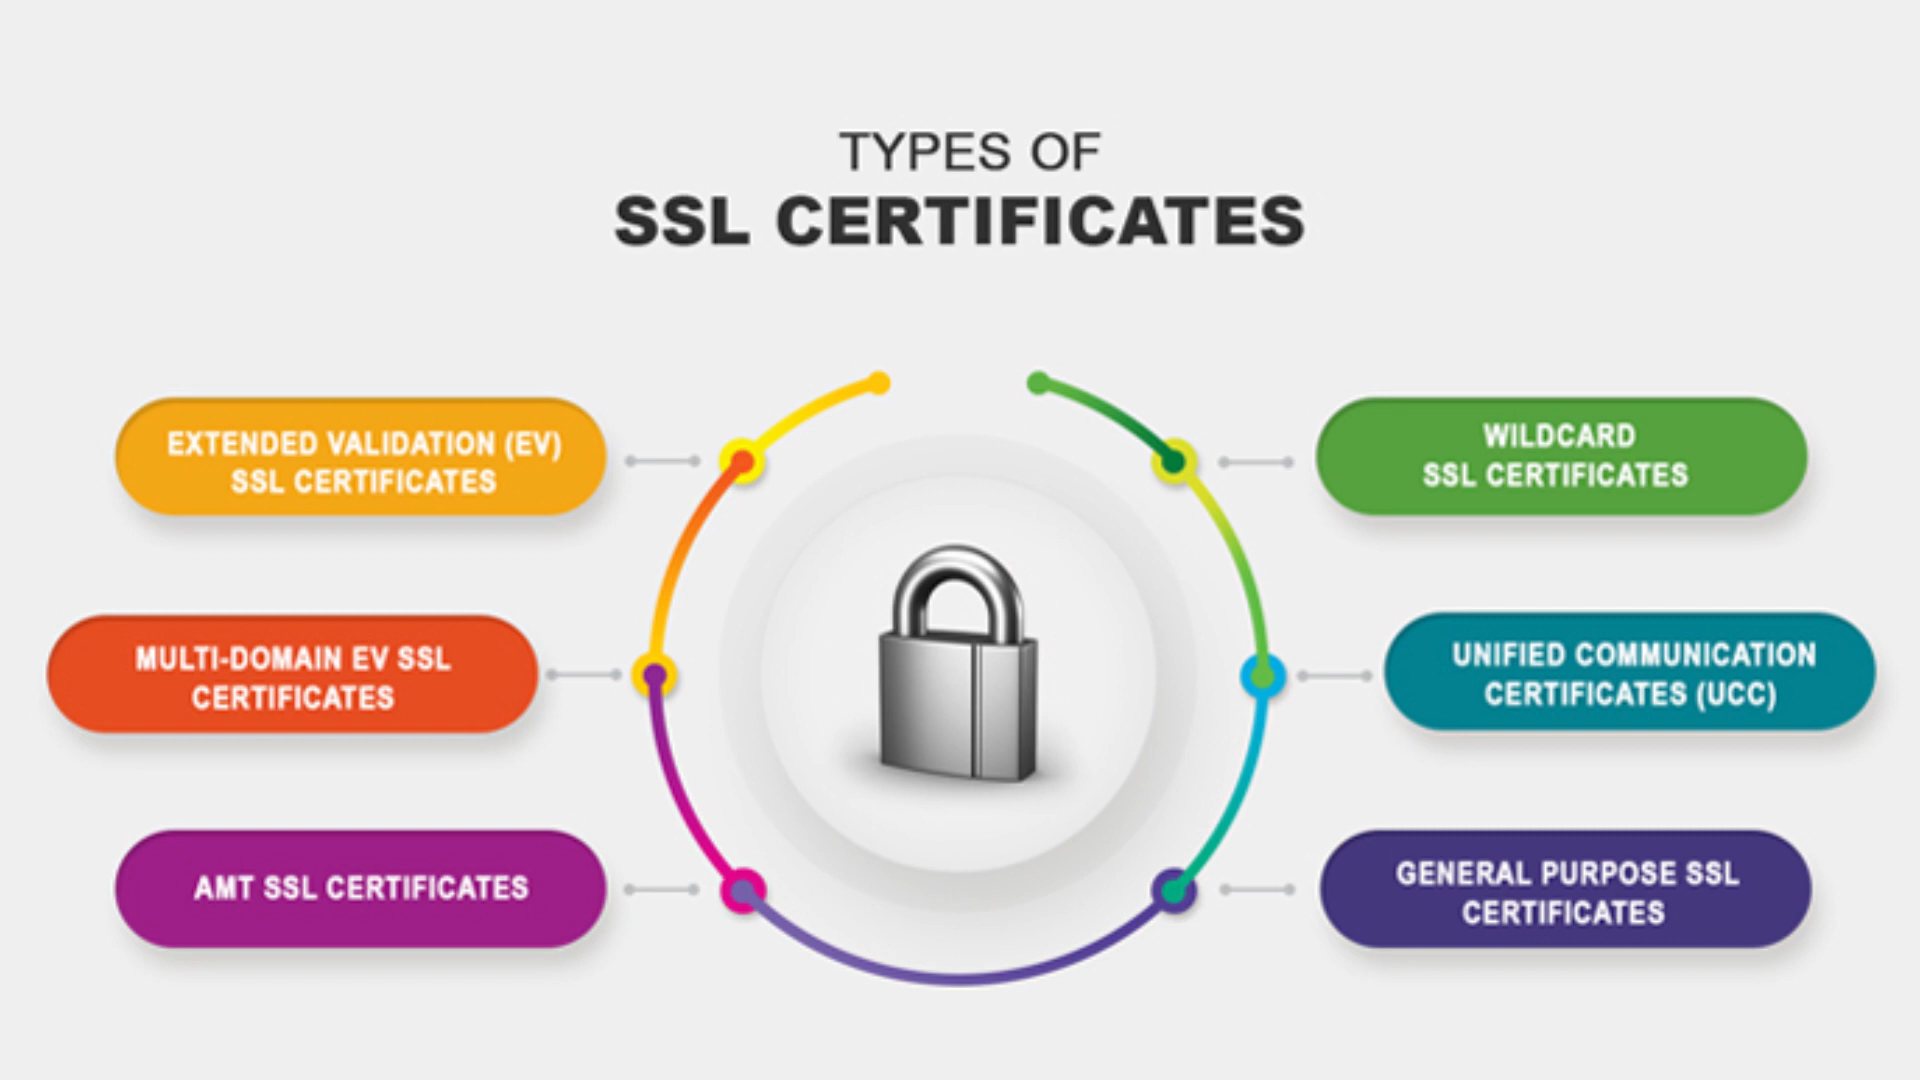 TYPES OF
SSL CERTIFICATES
EXTENDED VALIDATION (EV)
SSL CERTIFICATES
MULTI-DOMAIN EV SSL
CERTIFICATES
AMT SSL CERTIFICATES
WILDCARD
SSL CERTIFICATES
UNIFIED COMMUNICATION
CERTIFICATES (UCC)
GENERAL PURPOSE SSL
CERTIFICATES